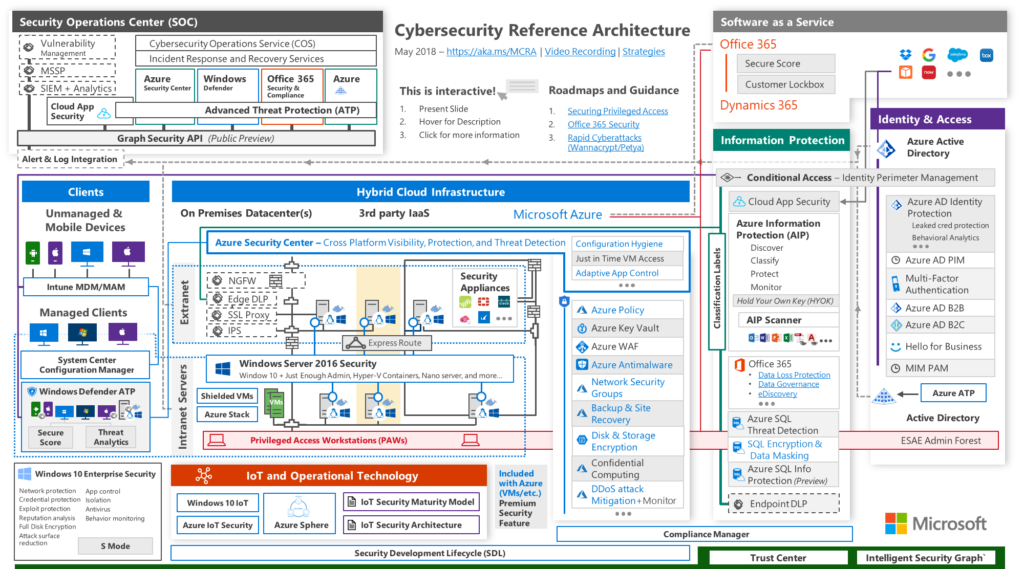 Security Operations Center (SOC)
Vulnerability
Management
MSSP
SIEM + Analytics
Cybersecurity Operations Service (COS)
Incident Response and Recovery Services
Azure
Security Center
Windows
Defender
Office 365
Security &
Compliance
Azure
Cloud App
Security
Advanced Threat Protection (ATP)
Graph Security API (Public Preview)
Alert & Log Integration
Cybersecurity Reference Architecture
May 2018 – https://aka.ms/MCRA | Video Recording | Strategies
This is interactive!
1. Present Slide
2. Hover for Description
3. Click for more information
Roadmaps and Guidance
1. Securing Privileged Access
2. Office 365 Security
3. Rapid Cyberattacks
(Wannacrypt/Petya)
Software as a Service
Office 365
Secure Score
Customer Lockbox
Dynamics 365
box
Information Protection
Identity & Access
Azure Active
Directory
Conditional Access – Identity Perimeter Management
Clients
Unmanaged &
Mobile Devices
Intune MDM/MAM
Managed Clients
System Center
Configuration Manager
Windows Defender ATP
Secure
Score
Threat
Analytics
Hybrid Cloud Infrastructure
On Premises Datacenter(s)
3rd party IaaS
Microsoft Azure
Azure Security Center – Cross Platform Visibility, Protection, and Threat Detection
Configuration Hygiene
Just in Time VM Access
Adaptive App Control
Extranet
NGFW
Edge DLP
SSL Proxy
IPS
Security
Appliances
Express Route
Intranet Servers
Windows Server 2016 Security
Window 10 + Just Enough Admin, Hyper-V Containers, Nano server, and more...
Shielded VMs
Azure Stack
VMs
Privileged Access Workstations (PAWs)
Azure Policy
Azure Key Vault
Azure WAF
Azure Antimalware
Network Security
Groups
Backup & Site
Recovery
Disk & Storage
Encryption
Confidential
Computing
DDoS attack
Mitigation+Monitor
Classification Labels
Cloud App Security
Azure Information
Protection (AIP)
Discover
Classify
Protect
Monitor
Hold Your Own Key (HYOK)
AIP Scanner
Office 365
• Data Loss Protection
• Data Governance
• eDiscovery
Azure SQL
Threat Detection
SQL Encryption &
Data Masking
Azure SQL Info
Protection (Preview)
Endpoint DLP
Azure AD Identity
Protection
Leaked cred protection
Behavioral Analytics
Azure AD PIM
Multi-Factor
Authentication
Azure AD B2B
Azure AD B2C
Hello for Business
MIM PAM
Azure ATP
Active Directory
ESAE Admin Forest
Windows 10 Enterprise Security
Network protection
Credential protection
Exploit protection
Reputation analysis
Full Disk Encryption
Attack surface
reduction
App control
Isolation
Antivirus
Behavior monitoring
S Mode
IoT and Operational Technology
Windows 10 IoT
Azure IoT Security
Azure Sphere
IoT Security Maturity Model
IoT Security Architecture
Included
with Azure
(VMs/etc.)
Premium
Security
Feature
Security Development Lifecycle (SDL)
Compliance Manager
Microsoft
Trust Center
Intelligent Security Graph